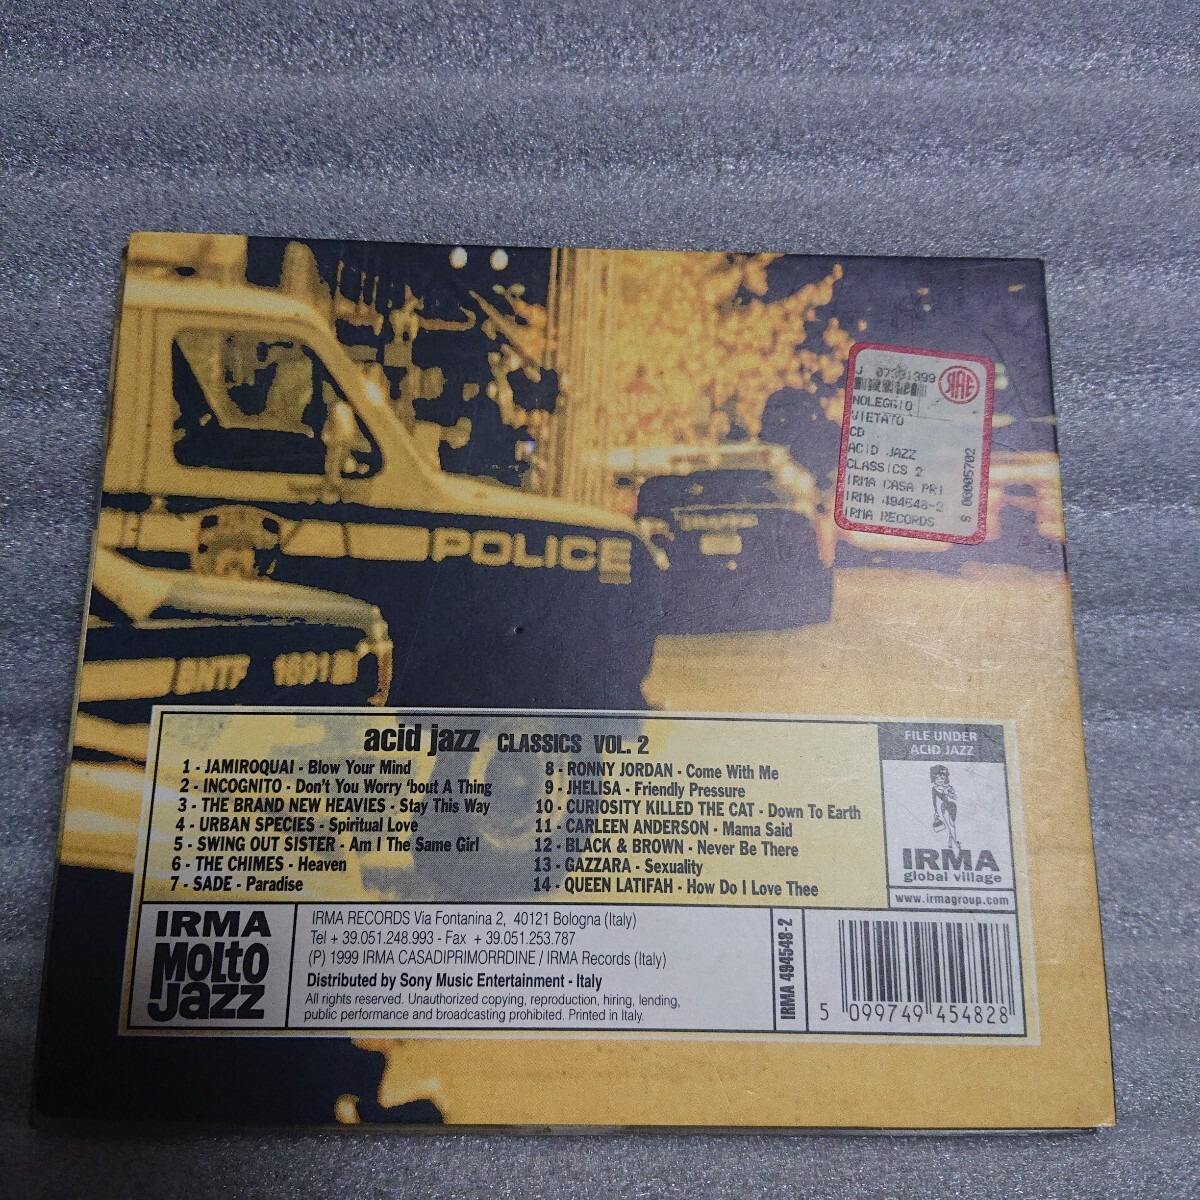 J 07331399
NOLEGGIO
VIETATO
CD
ACID JAZZ
CLASSICS 2
IRMA CASA PRI
IRMA 494548-2
IRMA RECORDS
S 00005702
POLICE
acid jazz CLASSICS VOL. 2
1 - JAMIROQUAI - Blow Your Mind
2 - INCOGNITO - Don't You Worry 'bout A Thing
3 - THE BRAND NEW HEAVIES - Stay This Way
4 - URBAN SPECIES - Spiritual Love
5 - SWING OUT SISTER - Am I The Same Girl
6 - THE CHIMES - Heaven
7 - SADE - Paradise
8 - RONNY JORDAN - Come With Me
9 - JHELISA - Friendly Pressure
10 - CURIOSITY KILLED THE CAT - Down To Earth
11 - CARLEEN ANDERSON - Mama Said
12 - BLACK & BROWN - Never Be There
13 - GAZZARA - Sexuality
14 - QUEEN LATIFAH - How Do I Love Thee
FILE UNDER
ACID JAZZ
IRMA
global village
www.irmagroup.com
IRMA
MOLTO
JAZZ
IRMA RECORDS Via Fontanina 2, 40121 Bologna (Italy)
Tel + 39.051.248.993 - Fax + 39.051.253.787
(P) 1999 IRMA CASADIPRIMORRDINE / IRMA Records (Italy)
Distributed by Sony Music Entertainment - Italy
All rights reserved. Unauthorized copying, reproduction, hiring, lending,
public performance and broadcasting prohibited. Printed in Italy.
IRMA 494548-2
5 099749 454828